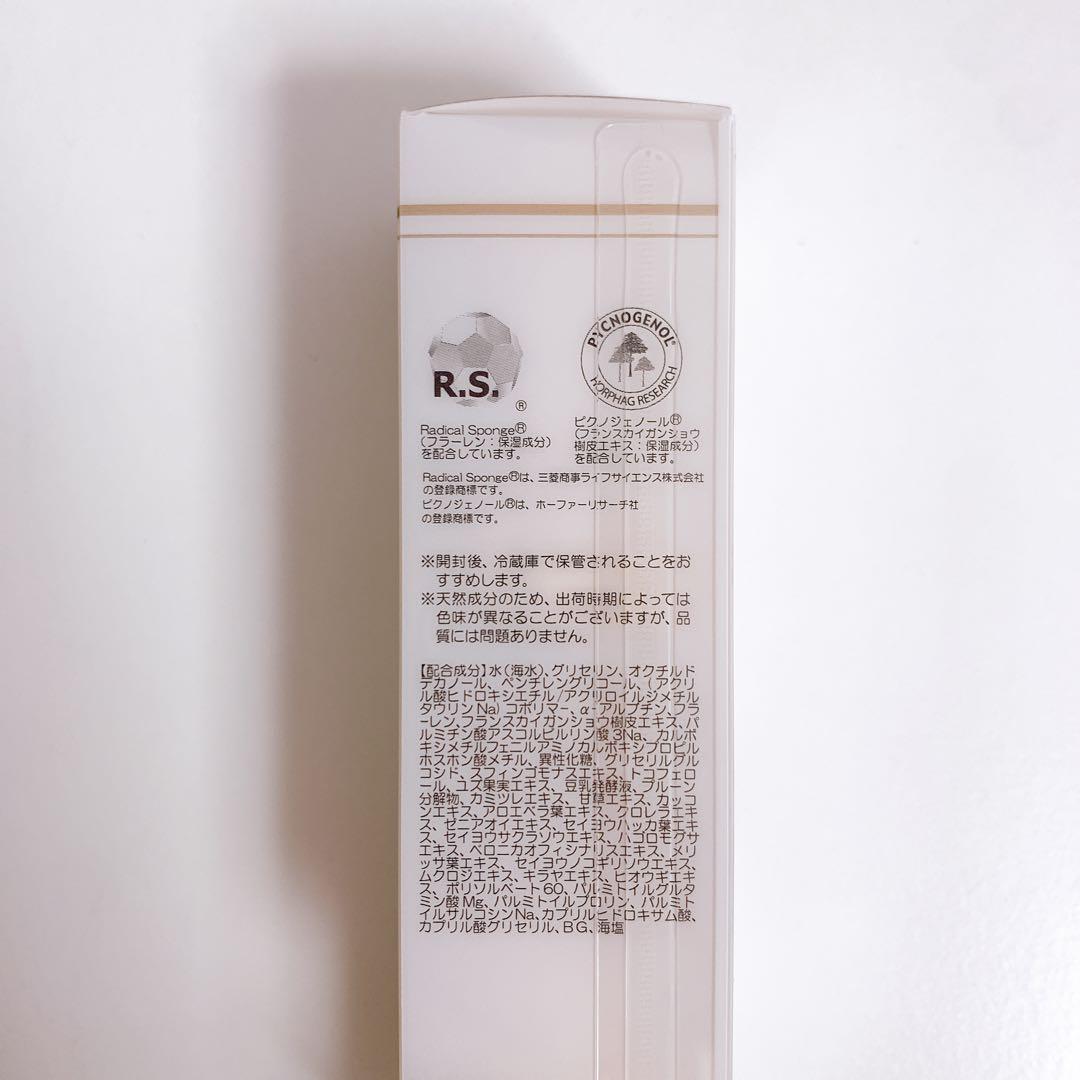 R.S.
®
PYCNOGENOL®
HORPHAG RESEARCH
Radical Sponge®
(フラーレン:保湿成分)
を配合しています。
ピクノジェノール®
(フランスカイガンショウ
樹皮エキス:保湿成分)
を配合しています。
Radical Sponge®は、三菱商事ライフサイエンス株式会社
の登録商標です。
ピクノジェノール®は、ホーファーリサーチ社
の登録商標です。
※開封後、冷蔵庫で保管されることをお
すすめします。
※天然成分のため、出荷時期によっては
色味が異なることがございますが、品
質には問題ありません。
【配合成分】水(海水)、グリセリン、オクチルド
デカノール、ペンチレングリコール、(アクリ
ル酸ヒドロキシエチル/アクリロイルジメチル
タウリンNa)コポリマー、α-アルブチン、フラ
ーレン、フランスカイガンショウ樹皮エキス、パ
ルミチン酸アスコルビルリン酸3Na、カルボ
キシメチルフェニルアミノカルボキシプロピル
ホスホン酸メチル、異性化糖、グリセリルグル
コシド、スフィンゴモナスエキス、トコフェロ
ール、ユズ果実エキス、豆乳発酵液、プルーン
分解物、カミツレエキス、甘草エキス、カッコ
ンエキス、アロエベラ葉エキス、クロレラエキ
ス、ゼニアオイエキス、セイヨウハッカ葉エキ
ス、セイヨウサクラソウエキス、ハゴロモグサ
エキス、ベロニカオフィシナリスエキス、メリ
ッサ葉エキス、セイヨウノコギリソウエキス、
ムクロジエキス、キラヤエキス、ヒオウギエキ
ス、ポリソルベート60、パルミトイルグルタ
ミン酸Mg、パルミトイルプロリン、パルミト
イルサルコシンNa、カプリルヒドロキサム酸、
カプリル酸グリセリル、BG、海塩